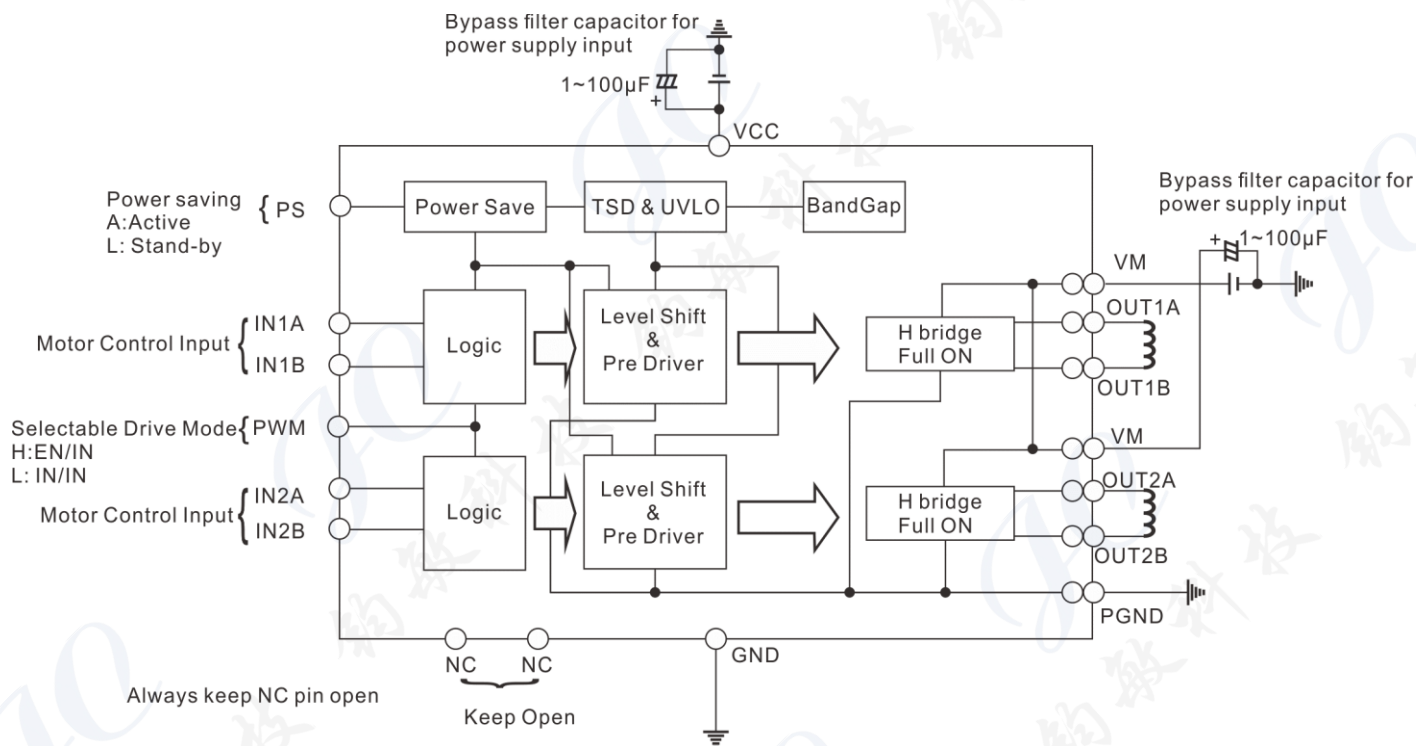 Bypass filter capacitor for
power supply input
1~100µF
+
VCC
Bypass filter capacitor for
power supply input
+
1~100µF
Power saving
A:Active
L: Stand-by
{ PS
Power Save
TSD & UVLO
BandGap
VM
IN1A
Motor Control Input
IN1B
Logic
Level Shift
&
Pre Driver
H bridge
Full ON
OUT1A
OUT1B
Selectable Drive Mode
H:EN/IN
L: IN/IN
{ PWM
VM
IN2A
Motor Control Input
IN2B
Logic
Level Shift
&
Pre Driver
H bridge
Full ON
OUT2A
OUT2B
PGND
NC
NC
GND
Always keep NC pin open
Keep Open